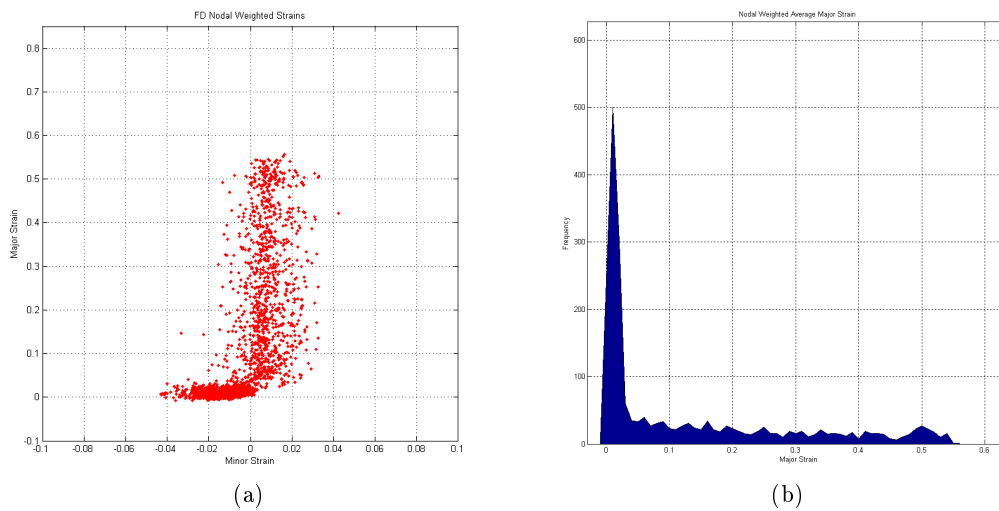 FD Nodal Weighted Strains
0.8
0.7
0.6
0.5
0.4
0.3
0.2
0.1
0
-0.1
Major Strain
-0.1 -0.08 -0.06 -0.04 -0.02 0 0.02 0.04 0.06 0.08 0.1
Minor Strain
(a)
Nodal Weighted Average Major Strain
600
500
400
300
200
100
0
Frequency
0 0.1 0.2 0.3 0.4 0.5 0.6
Major Strain
(b)